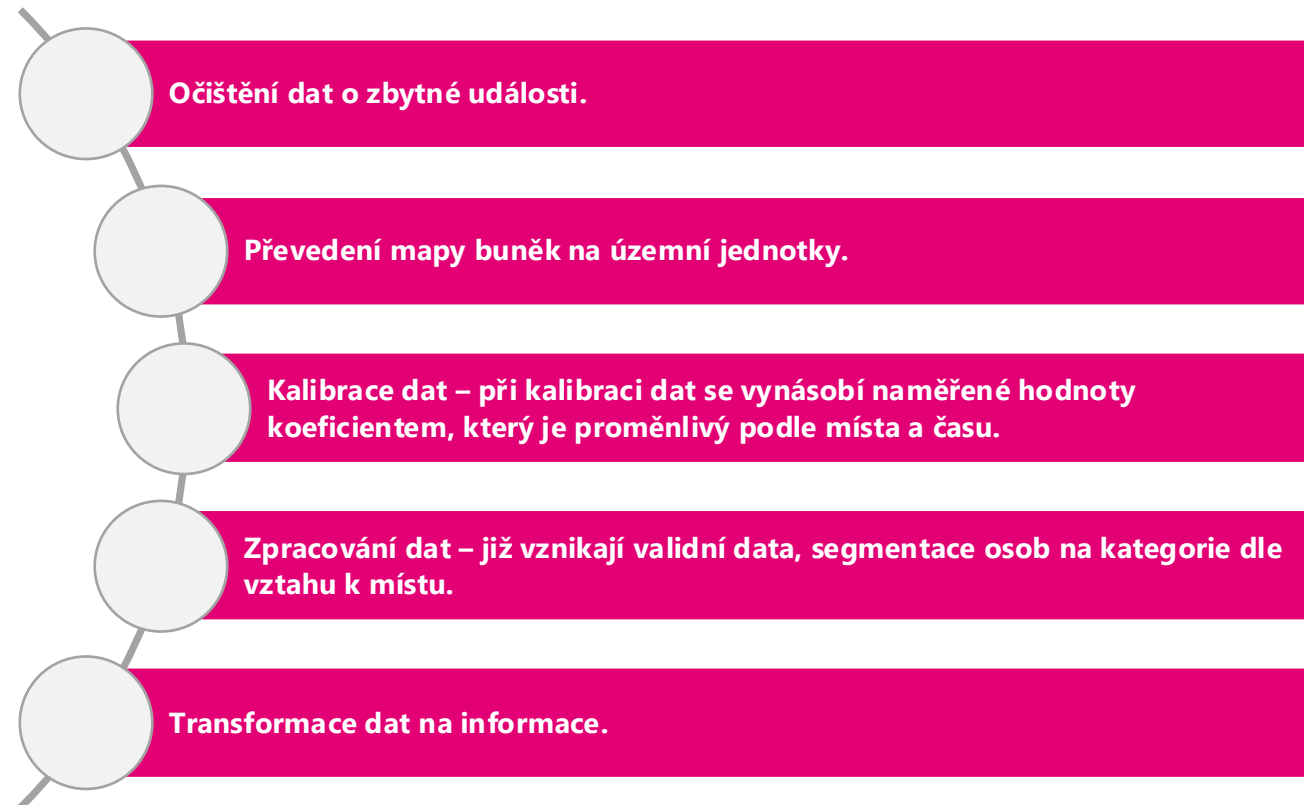 Očištění dat o zbytné události.
Převedení mapy buněk na územní jednotky.
Kalibrace dat – při kalibraci dat se vynásobí naměřené hodnoty
koeficientem, který je proměnlivý podle místa a času.
Zpracování dat – již vznikají validní data, segmentace osob na kategorie dle
vztahu k místu.
Transformace dat na informace.